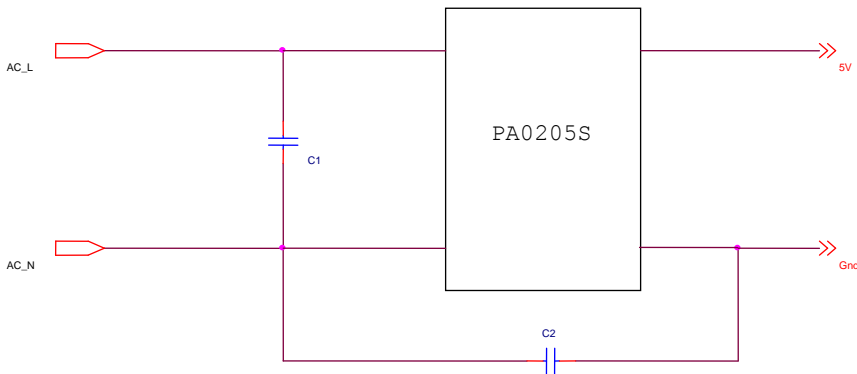 AC_L
5V
PA0205S
C1
AC_N
Gnd
C2